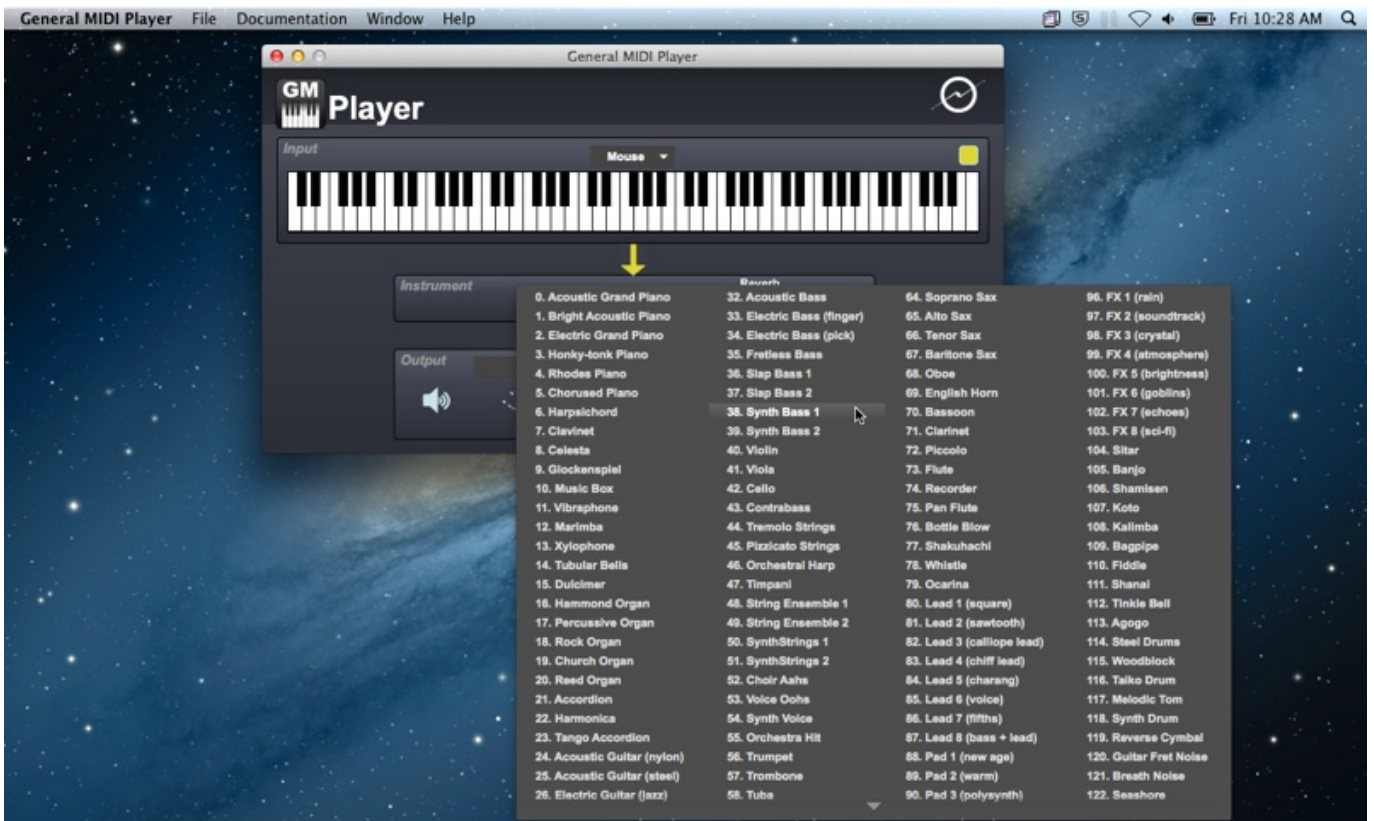 General MIDI Player File Documentation Window Help Fri 10:28 AM
General MIDI Player
GM Player
Input
Mouse
Instrument
Reverb
Output
0. Acoustic Grand Piano
1. Bright Acoustic Piano
2. Electric Grand Piano
3. Honky-tonk Piano
4. Rhodes Piano
5. Chorused Piano
6. Harpsichord
7. Clavinet
8. Celesta
9. Glockenspiel
10. Music Box
11. Vibraphone
12. Marimba
13. Xylophone
14. Tubular Bells
15. Dulcimer
16. Hammond Organ
17. Percussive Organ
18. Rock Organ
19. Church Organ
20. Reed Organ
21. Accordion
22. Harmonica
23. Tango Accordion
24. Acoustic Guitar (nylon)
25. Acoustic Guitar (steel)
26. Electric Guitar (jazz)
32. Acoustic Bass
33. Electric Bass (finger)
34. Electric Bass (pick)
35. Fretless Bass
36. Slap Bass 1
37. Slap Bass 2
38. Synth Bass 1
39. Synth Bass 2
40. Violin
41. Viola
42. Cello
43. Contrabass
44. Tremolo Strings
45. Pizzicato Strings
46. Orchestral Harp
47. Timpani
48. String Ensemble 1
49. String Ensemble 2
50. SynthStrings 1
51. SynthStrings 2
52. Choir Aahs
53. Voice Oohs
54. Synth Voice
55. Orchestra Hit
56. Trumpet
57. Trombone
58. Tuba
64. Soprano Sax
65. Alto Sax
66. Tenor Sax
67. Baritone Sax
68. Oboe
69. English Horn
70. Bassoon
71. Clarinet
72. Piccolo
73. Flute
74. Recorder
75. Pan Flute
76. Bottle Blow
77. Shakuhachi
78. Whistle
79. Ocarina
80. Lead 1 (square)
81. Lead 2 (sawtooth)
82. Lead 3 (calliope lead)
83. Lead 4 (chiff lead)
84. Lead 5 (charang)
85. Lead 6 (voice)
86. Lead 7 (fifths)
87. Lead 8 (bass + lead)
88. Pad 1 (new age)
89. Pad 2 (warm)
90. Pad 3 (polysynth)
96. FX 1 (rain)
97. FX 2 (soundtrack)
98. FX 3 (crystal)
99. FX 4 (atmosphere)
100. FX 5 (brightness)
101. FX 6 (goblins)
102. FX 7 (echoes)
103. FX 8 (sci-fi)
104. Sitar
105. Banjo
106. Shamisen
107. Koto
108. Kalimba
109. Bagpipe
110. Fiddle
111. Shanai
112. Tinkle Bell
113. Agogo
114. Steel Drums
115. Woodblock
116. Taiko Drum
117. Melodic Tom
118. Synth Drum
119. Reverse Cymbal
120. Guitar Fret Noise
121. Breath Noise
122. Seashore